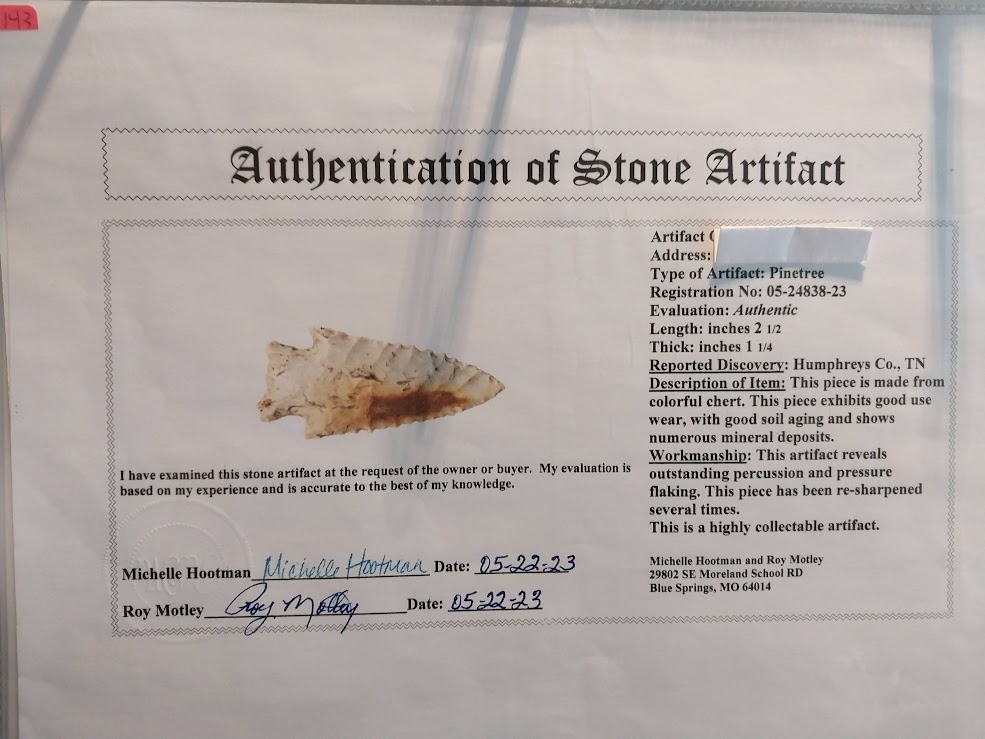 143
Authentication of Stone Artifact
Artifact
Address:
Type of Artifact: Pinetree
Registration No: 05-24838-23
Evaluation: Authentic
Length: inches 2 1/2
Thick: inches 1 1/4
Reported Discovery: Humphreys Co., TN
Description of Item: This piece is made from
colorful chert. This piece exhibits good use
wear, with good soil aging and shows
numerous mineral deposits.
Workmanship: This artifact reveals
outstanding percussion and pressure
flaking. This piece has been re-sharpened
several times.
This is a highly collectable artifact.
I have examined this stone artifact at the request of the owner or buyer. My evaluation is
based on my experience and is accurate to the best of my knowledge.
Michelle Hootman Michelle Hootman Date: 05-22-23
Roy Motley Roy Motley Date: 05-22-23
Michelle Hootman and Roy Motley
29802 SE Moreland School RD
Blue Springs, MO 64014